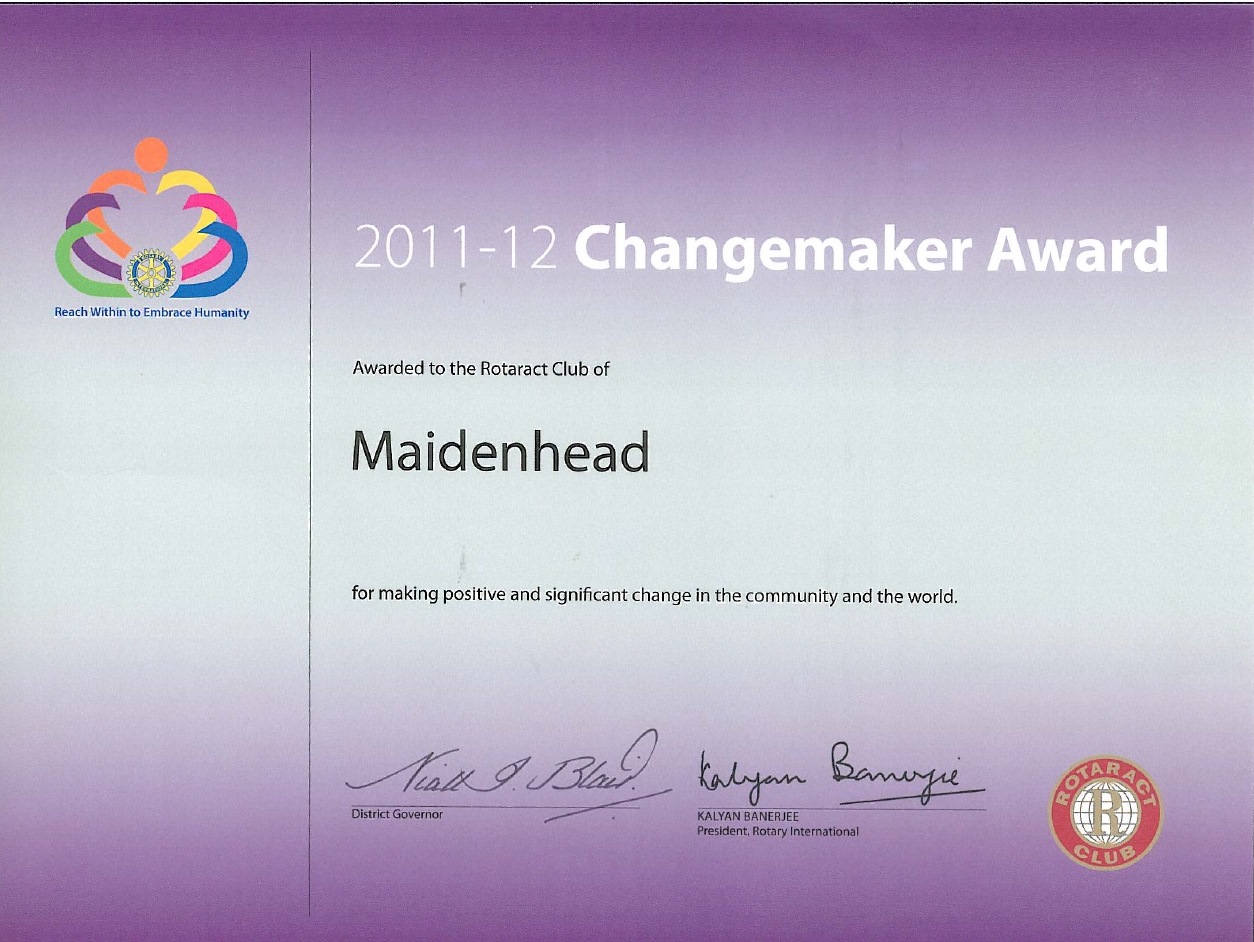 Reach Within to Embrace Humanity
2011-12 Changemaker Award
Awarded to the Rotaract Club of
Maidenhead
for making positive and significant change in the community and the world.
Kalyan Banerjee
District Governor
KALYAN BANERJEE
President, Rotary International
ROTARACT
R
CLUB